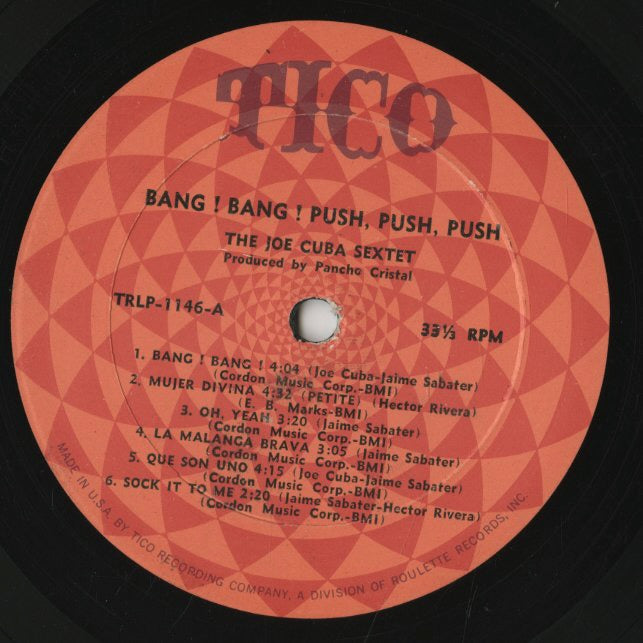 TICO
BANG ! BANG ! PUSH, PUSH, PUSH
THE JOE CUBA SEXTET
Produced by Pancho Cristal
TRLP-1146-A
33⅓ RPM
1. BANG ! BANG ! 4:04 (Joe Cuba-Jaime Sabater)
(Cordon Music Corp.-BMI)
2. MUJER DIVINA 4:32 (PETITE) (Hector Rivera)
(E. B. Marks-BMI)
3. OH, YEAH 3:20 (Jaime Sabater)
(Cordon Music Corp.-BMI)
4. LA MALANGA BRAVA 3:05 (Jaime Sabater)
(Cordon Music Corp.-BMI)
5. QUE SON UNO 4:15 (Joe Cuba-Jaime Sabater)
(Cordon Music Corp.-BMI)
6. SOCK IT TO ME 2:20 (Jaime Sabater-Hector Rivera)
(Cordon Music Corp.-BMI)
MADE IN U.S.A. BY TICO RECORDING COMPANY, A DIVISION OF ROULETTE RECORDS, INC.